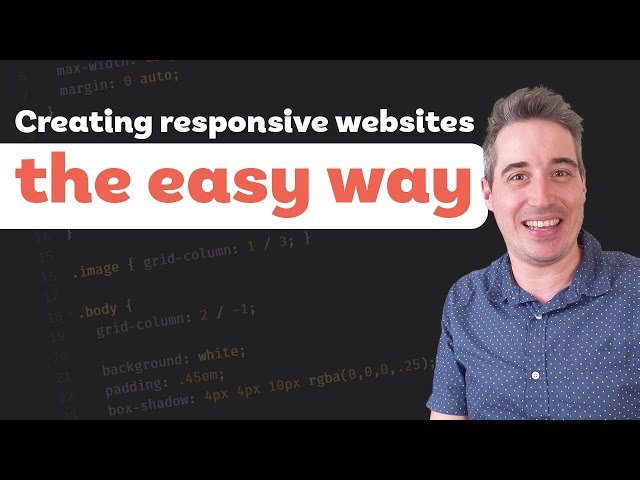 max-width:
margin: 0 auto;
}
Creating responsive websites
the easy way
14 }
15
16 .image { grid-column: 1 / 3; }
17
18 .body {
grid-column: 2 / -1;
background: white;
21 padding: .45em;
22 box-shadow: 4px 4px 10px rgba(0,0,0,.25);
23 }